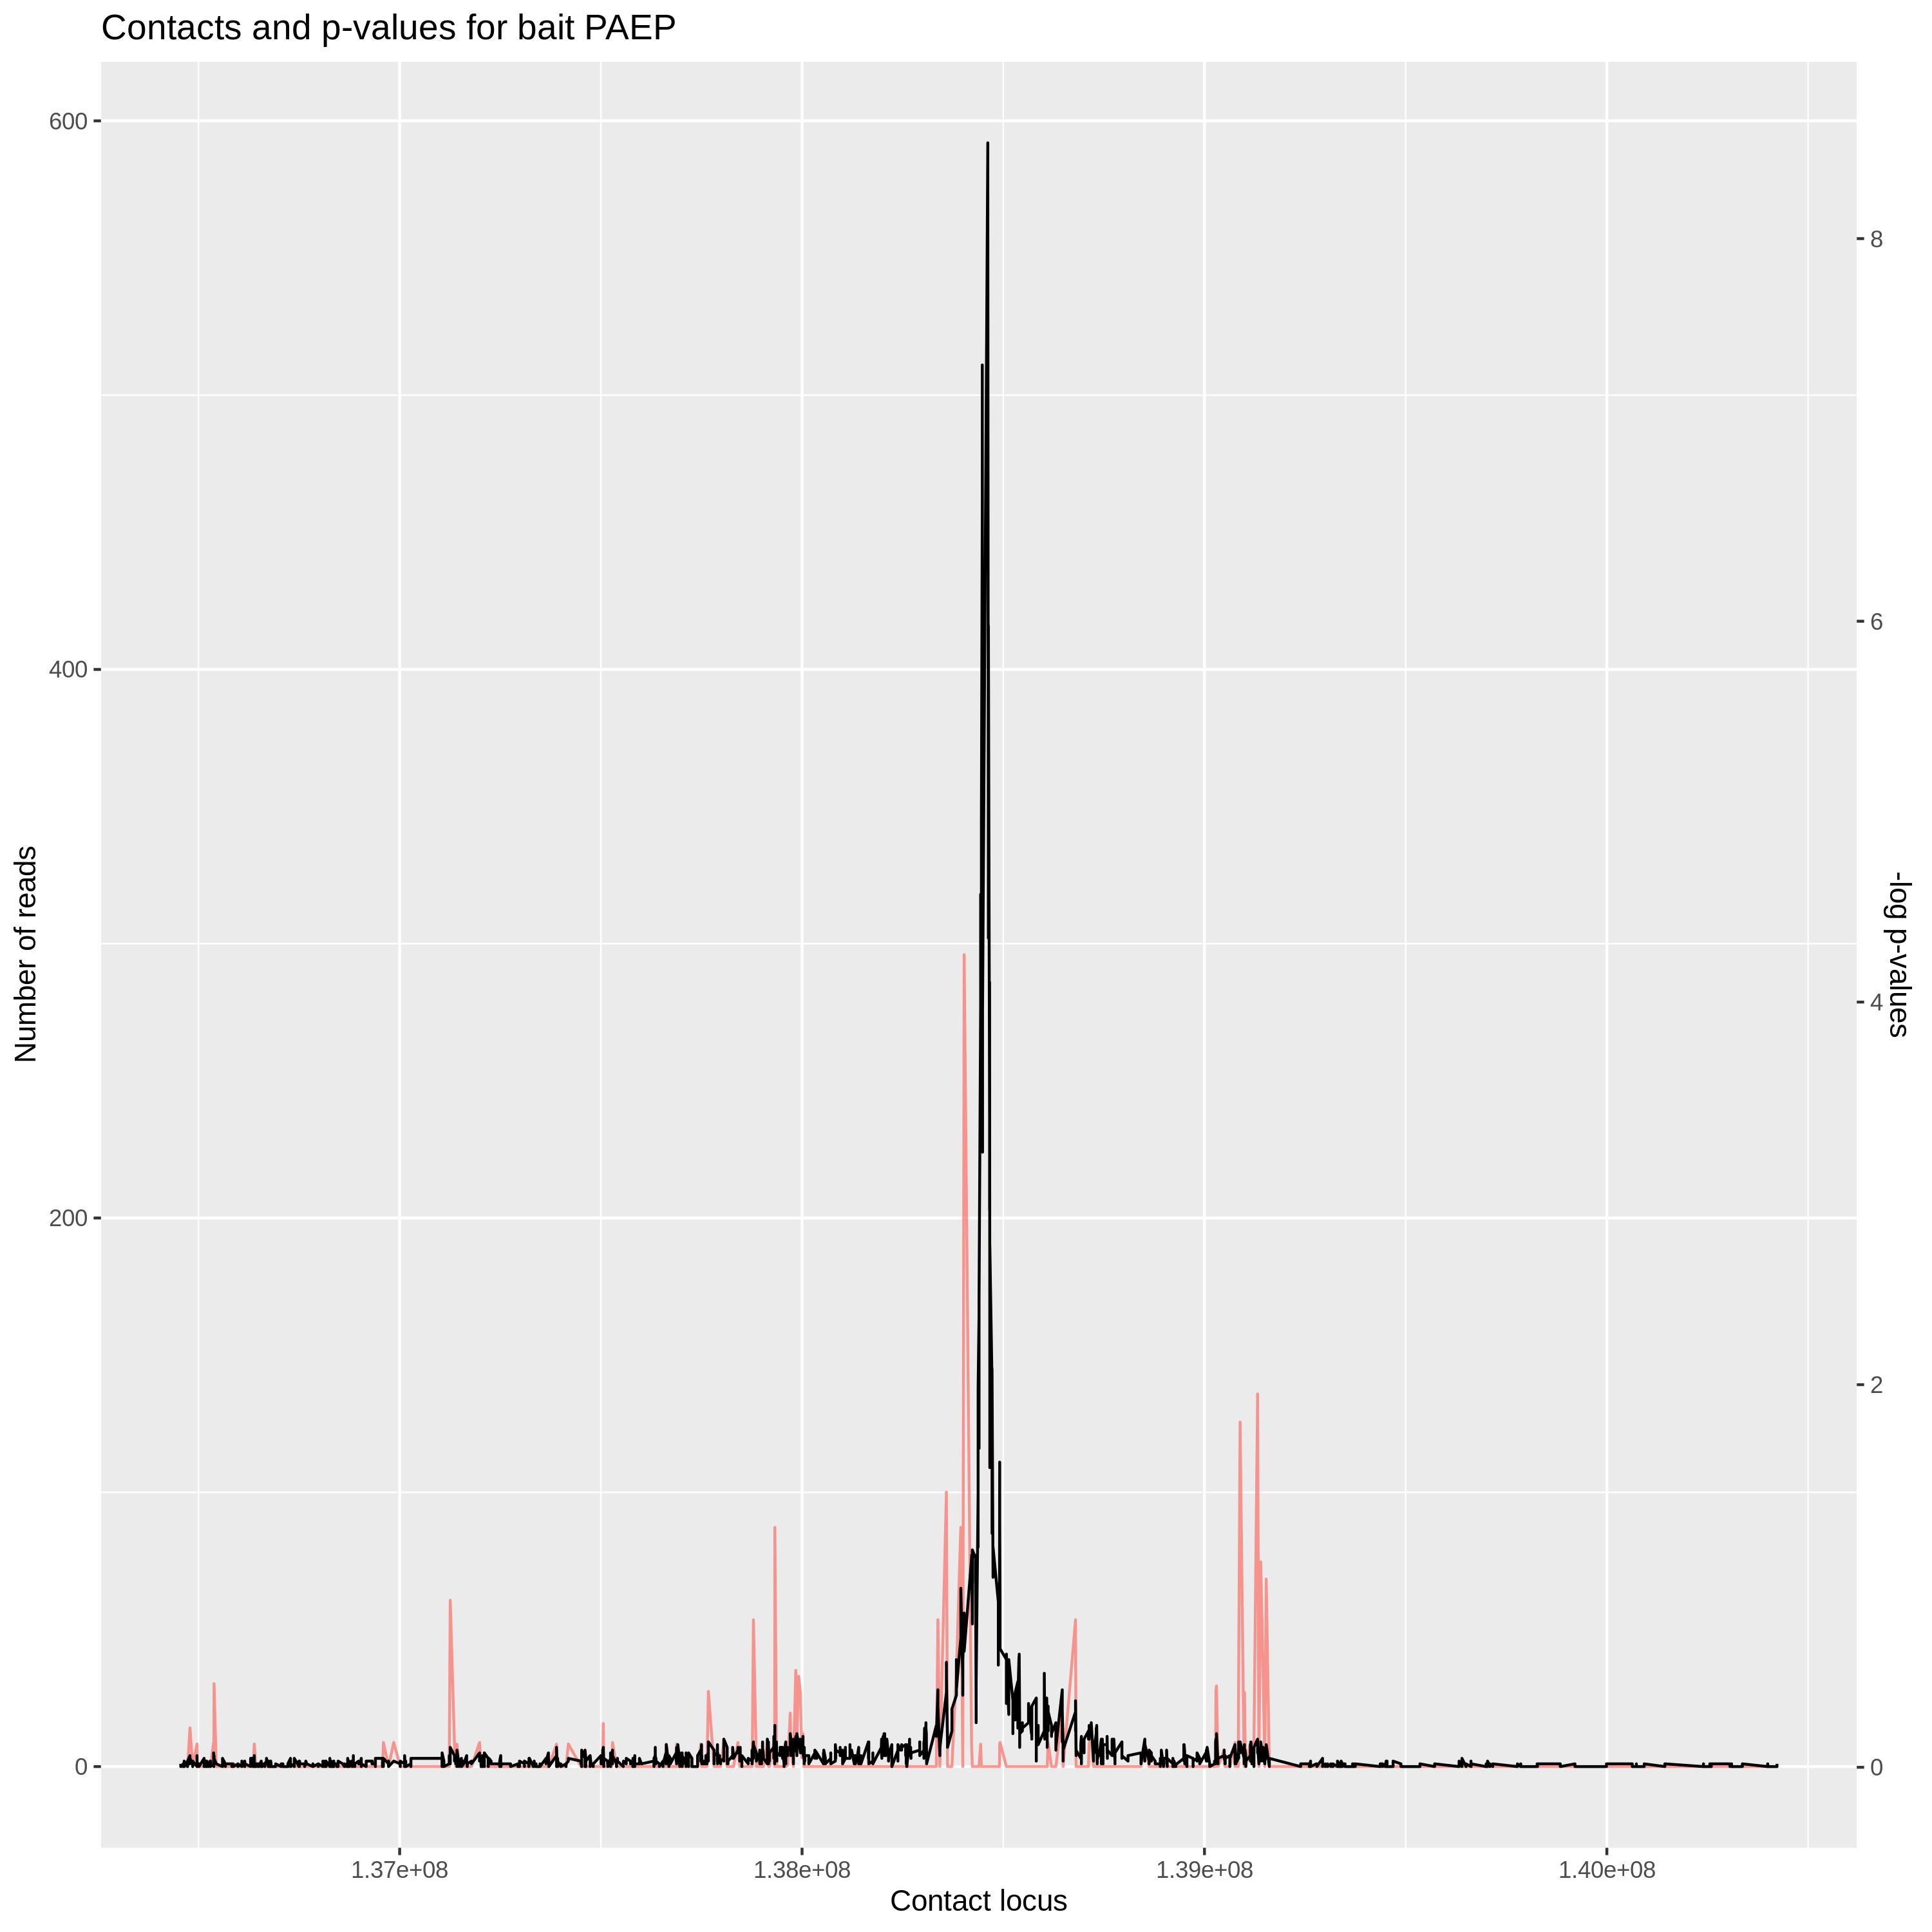 Contacts and p-values for bait PAEP
600
400
200
0
Number of reads
8
6
4
2
0
-log p-values
1.37e+08
1.38e+08
1.39e+08
1.40e+08
Contact locus